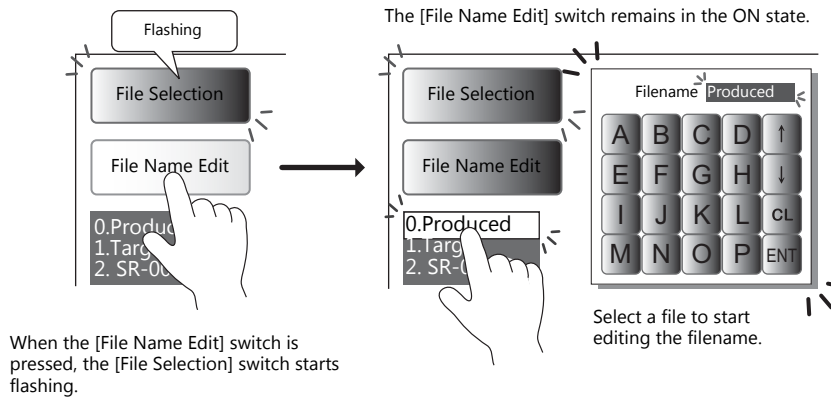 The [File Name Edit] switch remains in the ON state.
Flashing
File Selection
File Name Edit
0.Produc
1.Targ
2. SR-00
When the [File Name Edit] switch is
pressed, the [File Selection] switch starts
flashing.
File Selection
File Name Edit
0.Produced
1.Targ
2. SR-0
Filename Produced
A B C D ↑
E F G H ↓
I J K L CL
M N O P ENT
Select a file to start
editing the filename.